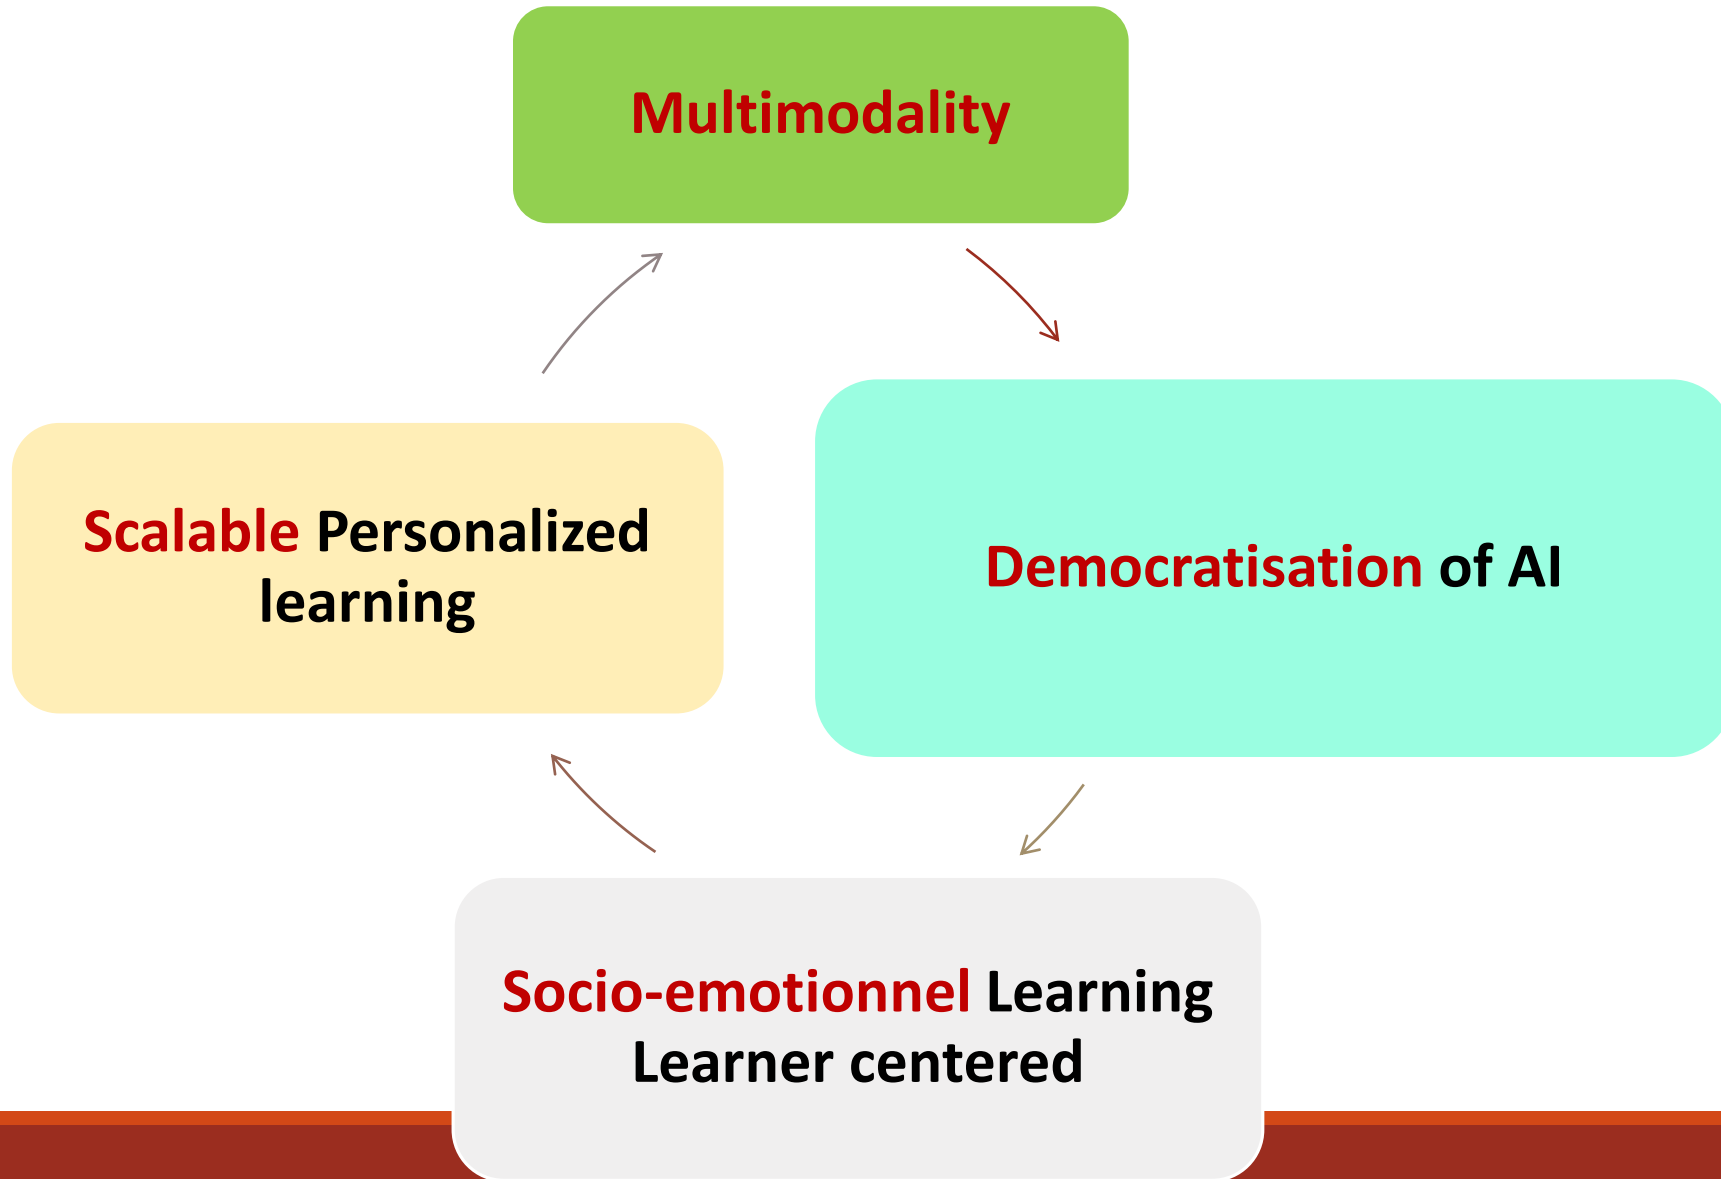 Multimodality
Scalable Personalized
learning
Democratisation of AI
Socio-emotionnel Learning
Learner centered